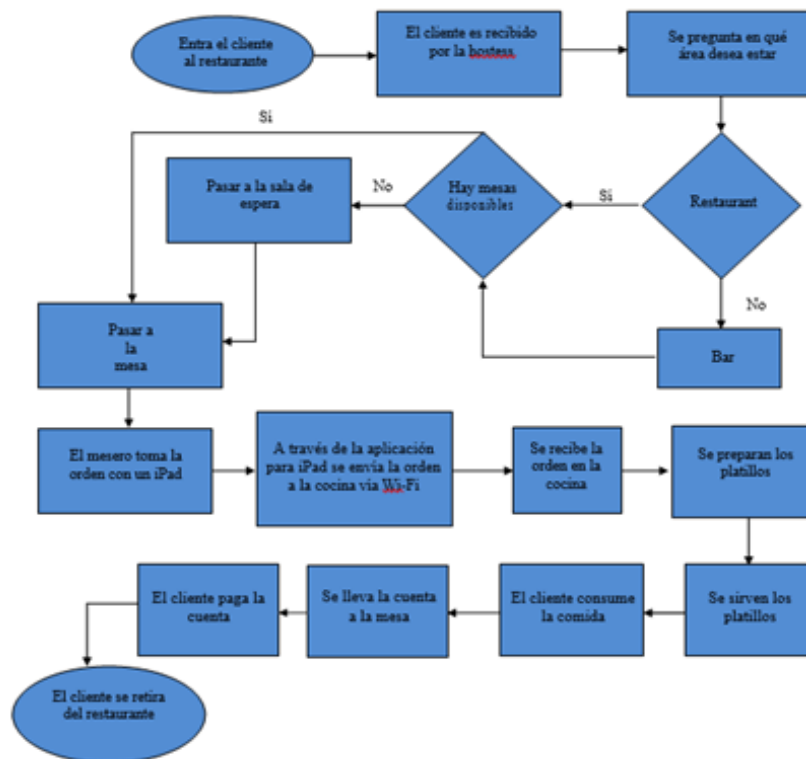 Entra el cliente
al restaurante
El cliente es recibido
por la hostess.
Se pregunta en qué
área desea estar
Si
Pasar a la sala de
espera
No
Hay mesas
disponibles
Si
Restaurant
No
Pasar a
la
mesa
Bar
El mesero toma la
orden con un iPad
A través de la aplicación
para iPad se envía la orden
a la cocina vía Wi-Fi
Se recibe la
orden en la
cocina
Se preparan los
platillos
El cliente paga la
cuenta
Se lleva la cuenta
a la mesa
El cliente consume
la comida
Se sirven los
platillos
El cliente se retira
del restaurante